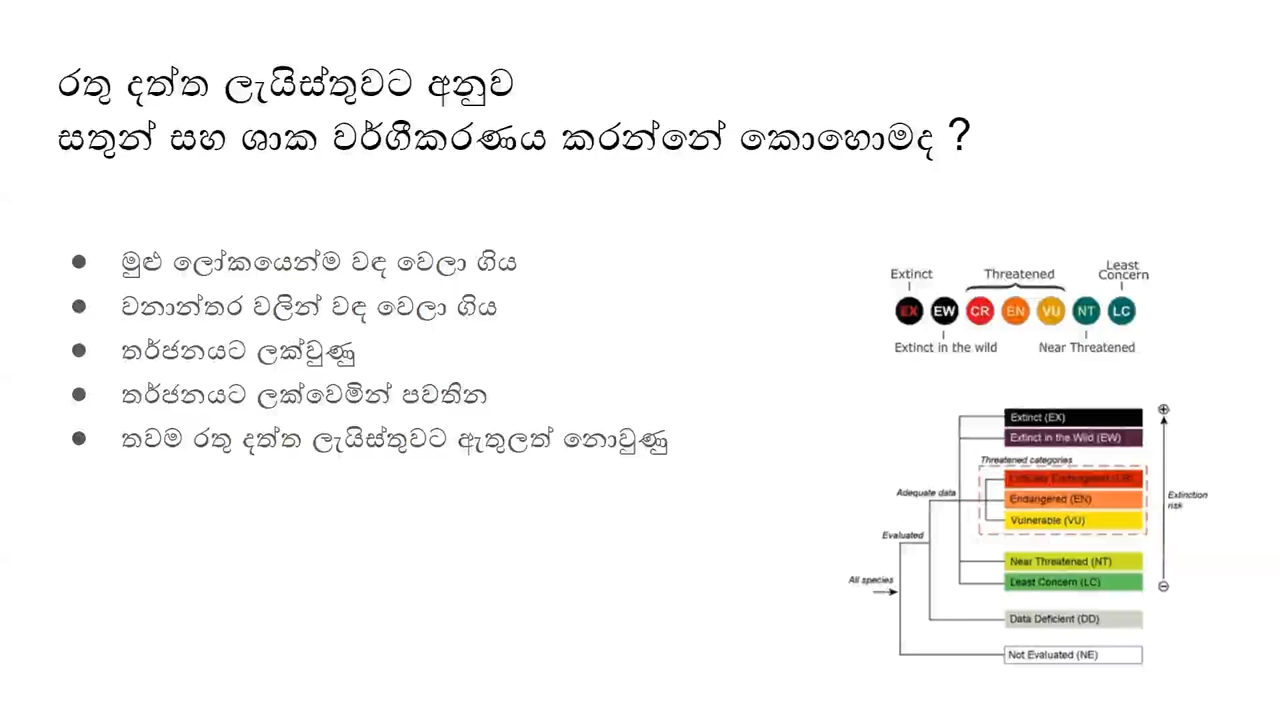 රතු දත්ත ලැයිස්තුවට අනුව
සතුන් සහ ශාක වර්ගීකරණය කරන්නේ කොහොමද ?
● මුළු ලෝකයෙන්ම වඳ වෙලා ගිය
● වනාන්තර වලින් වඳ වෙලා ගිය
● තර්ජනයට ලක්වුණු
● තර්ජනයට ලක්වෙමින් පවතින
● තවම රතු දත්ත ලැයිස්තුවට ඇතුලත් නොවුණු
Extinct Threatened Least Concern
EX EW CR EN VU NT LC
Extinct in the wild Near Threatened
Extinct (EX)
Extinct in the Wild (EW)
Threatened categories
Critically Endangered (CR)
Adequate data
Endangered (EN)
Extinction risk
Vulnerable (VU)
Evaluated
Near Threatened (NT)
All species
Least Concern (LC)
Data Deficient (DD)
Not Evaluated (NE)